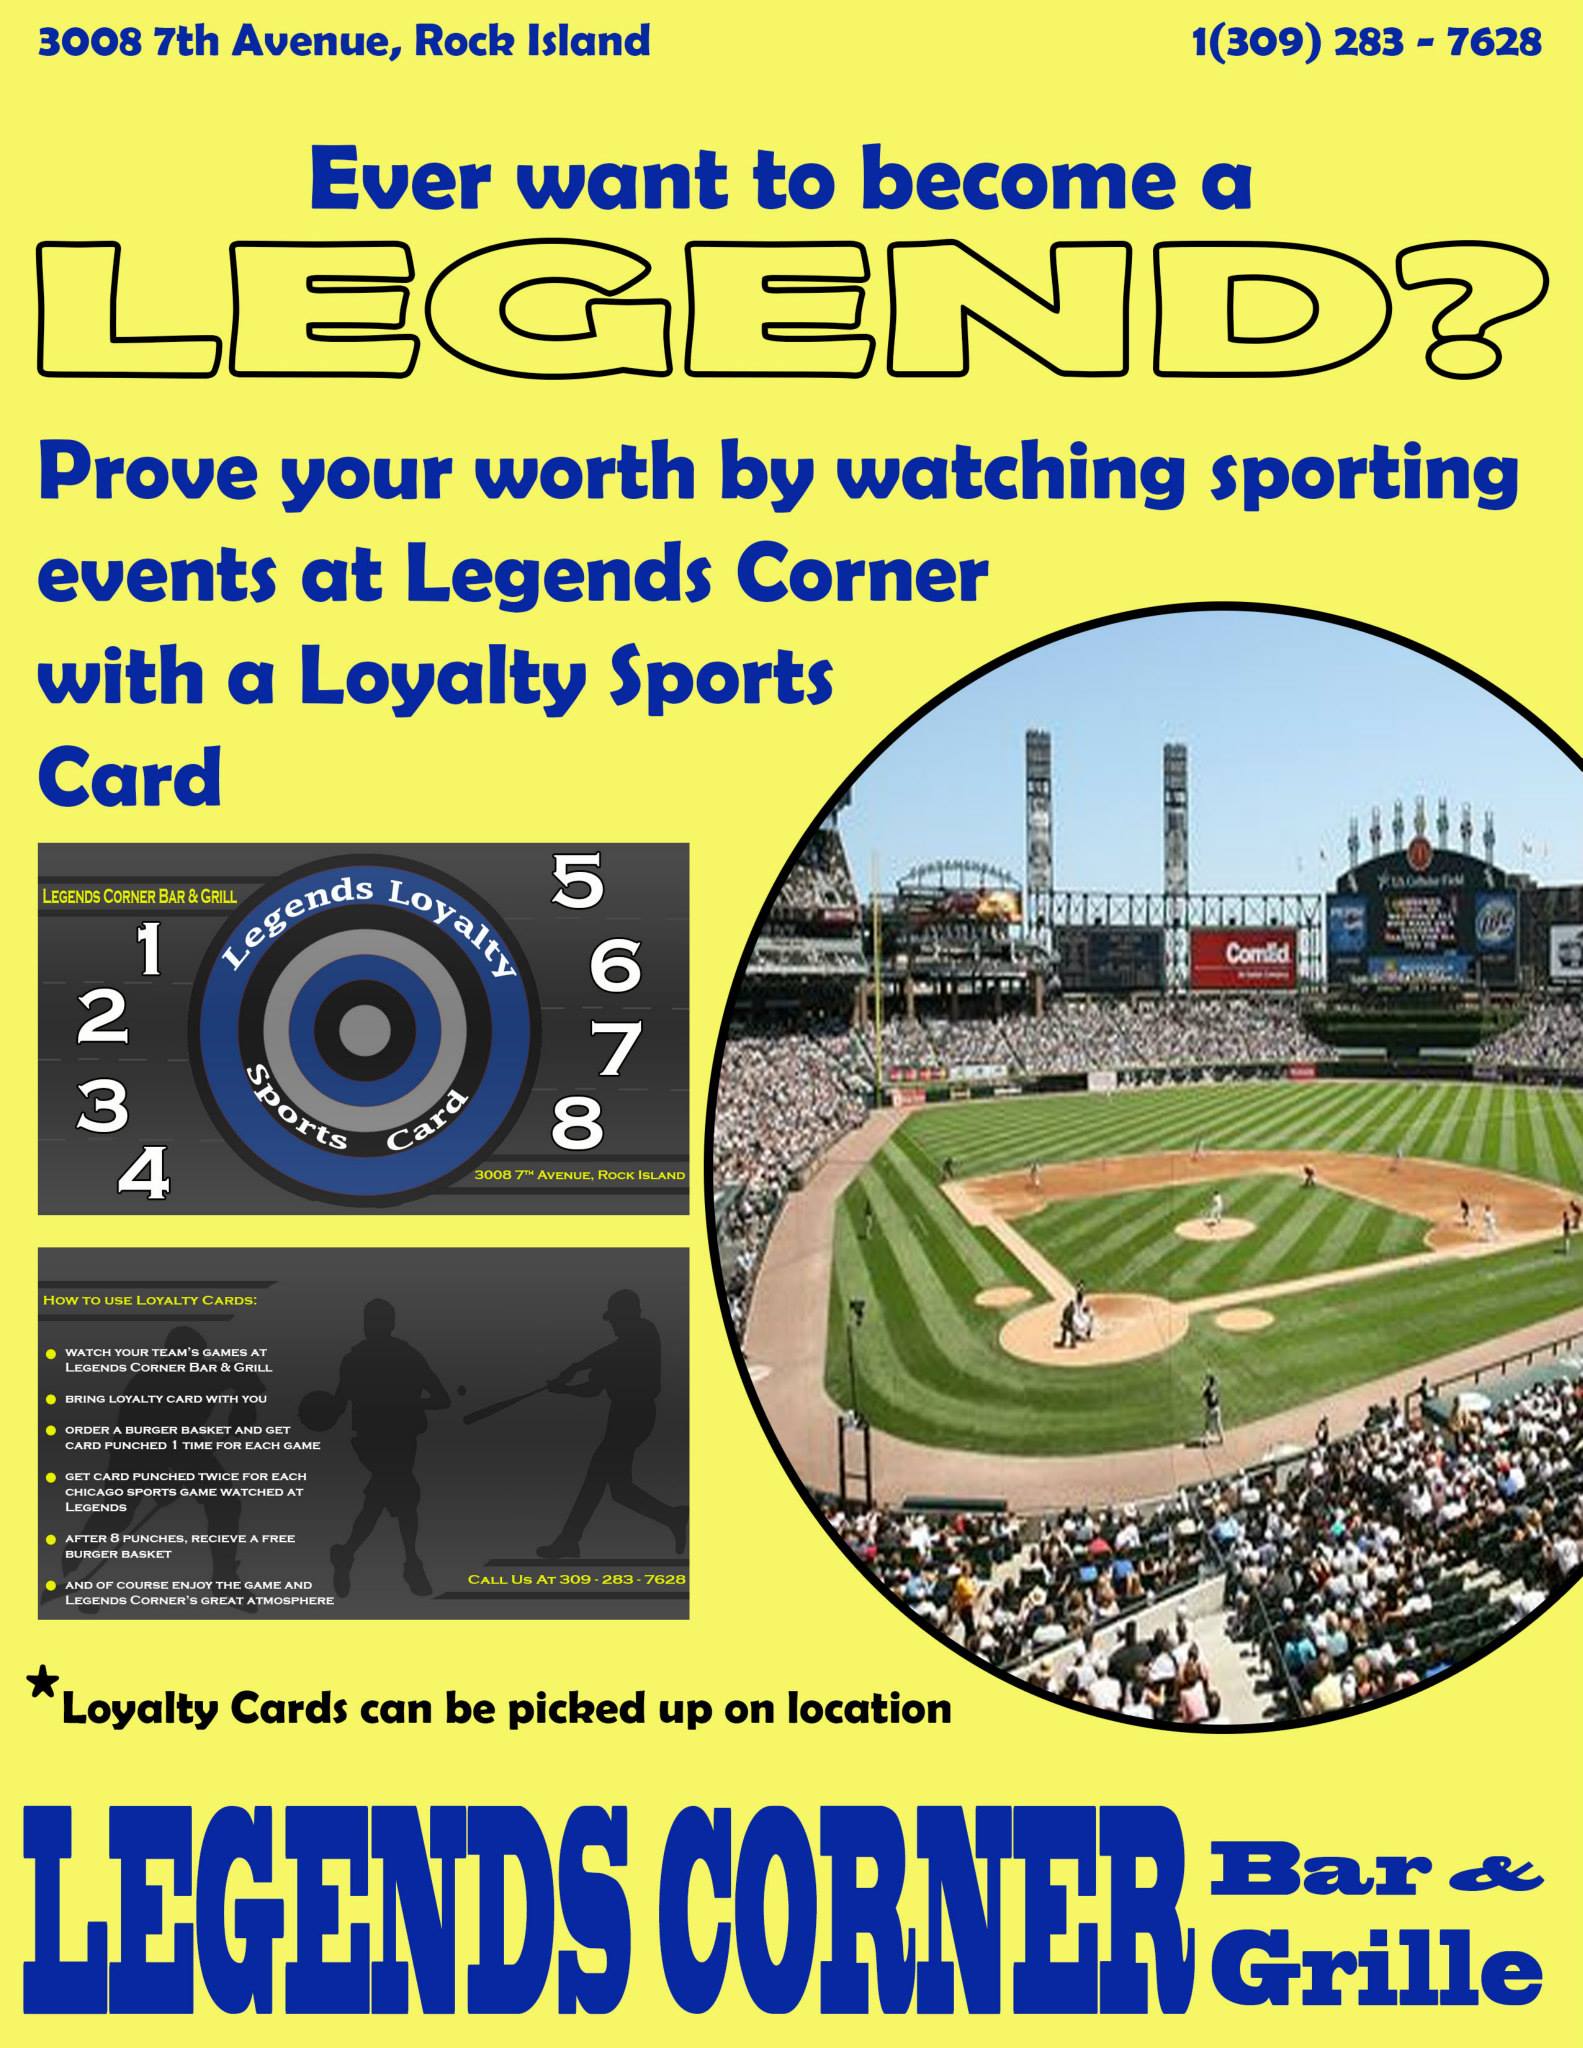 3008 7th Avenue, Rock Island
1(309) 283 - 7628
Ever want to become a
LEGEND?
Prove your worth by watching sporting
events at Legends Corner
with a Loyalty Sports
Card
LEGENDS CORNER BAR & GRILL
Legends Loyalty
Sports Card
1
2
3
4
5
6
7
8
3008 7TH AVENUE, ROCK ISLAND
HOW TO USE LOYALTY CARDS:
WATCH YOUR TEAM'S GAMES AT
LEGENDS CORNER BAR & GRILL
BRING LOYALTY CARD WITH YOU
ORDER A BURGER BASKET AND GET
CARD PUNCHED 1 TIME FOR EACH GAME
GET CARD PUNCHED TWICE FOR EACH
CHICAGO SPORTS GAME WATCHED AT
LEGENDS
AFTER 8 PUNCHES, RECIEVE A FREE
BURGER BASKET
AND OF COURSE ENJOY THE GAME AND
LEGENDS CORNER'S GREAT ATMOSPHERE
CALL US AT 309 - 283 - 7628
ComEd
U.S. Cellular Field
*Loyalty Cards can be picked up on location
LEGENDS CORNER
Bar &
Grille